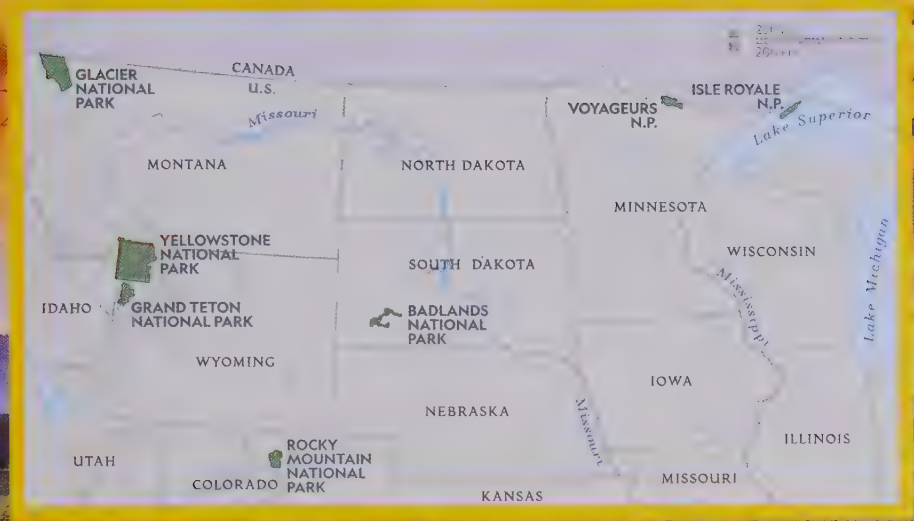 GLACIER
NATIONAL
PARK
CANADA
U.S.
Missouri
VOYAGEURS
N.P.
ISLE ROYALE
N.P.
Lake Superior
MONTANA
NORTH DAKOTA
MINNESOTA
WISCONSIN
Lake Michigan
YELLOWSTONE
NATIONAL
PARK
SOUTH DAKOTA
Mississippi
IDAHO
GRAND TETON
NATIONAL PARK
BADLANDS
NATIONAL
PARK
WYOMING
IOWA
NEBRASKA
Missouri
ILLINOIS
UTAH
COLORADO
ROCKY
MOUNTAIN
NATIONAL
PARK
MISSOURI
KANSAS